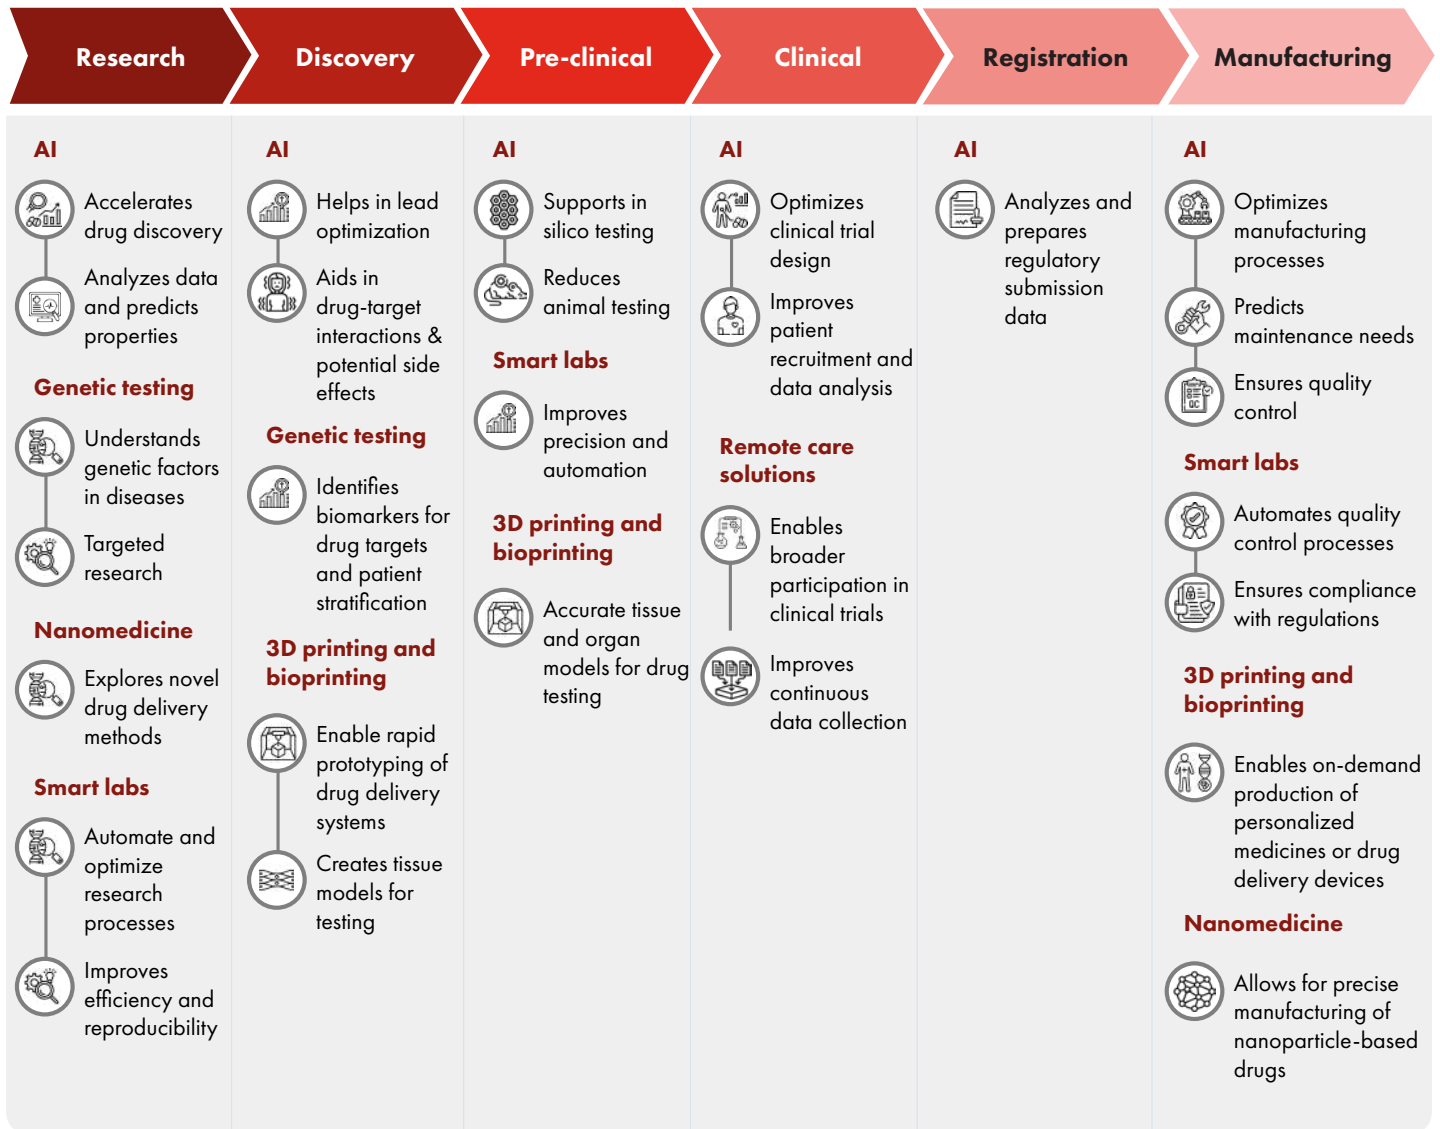 Research
Discovery
Pre-clinical
Clinical
Registration
Manufacturing
AI
Accelerates
drug discovery
Analyzes data
and predicts
properties
Genetic testing
Understands
genetic factors
in diseases
Targeted
research
Nanomedicine
Explores novel
drug delivery
methods
Smart labs
Automate and
optimize
research
processes
Improves
efficiency and
reproducibility
AI
Helps in lead
optimization
Aids in
drug-target
interactions &
potential side
effects
Genetic testing
Identifies
biomarkers for
drug targets
and patient
stratification
3D printing and
bioprinting
Enable rapid
prototyping of
drug delivery
systems
Creates tissue
models for
testing
AI
Supports in
silico testing
Reduces
animal testing
Smart labs
Improves
precision and
automation
3D printing and
bioprinting
Accurate tissue
and organ
models for drug
testing
AI
Optimizes
clinical trial
design
Improves
patient
recruitment and
data analysis
Remote care
solutions
Enables
broader
participation in
clinical trials
Improves
continuous
data collection
AI
Analyzes and
prepares
regulatory
submission
data
AI
Optimizes
manufacturing
processes
Predicts
maintenance needs
QC
Ensures quality
control
Smart labs
Automates quality
control processes
Ensures compliance
with regulations
3D printing and
bioprinting
Enables on-demand
production of
personalized
medicines or drug
delivery devices
Nanomedicine
Allows for precise
manufacturing of
nanoparticle-based
drugs